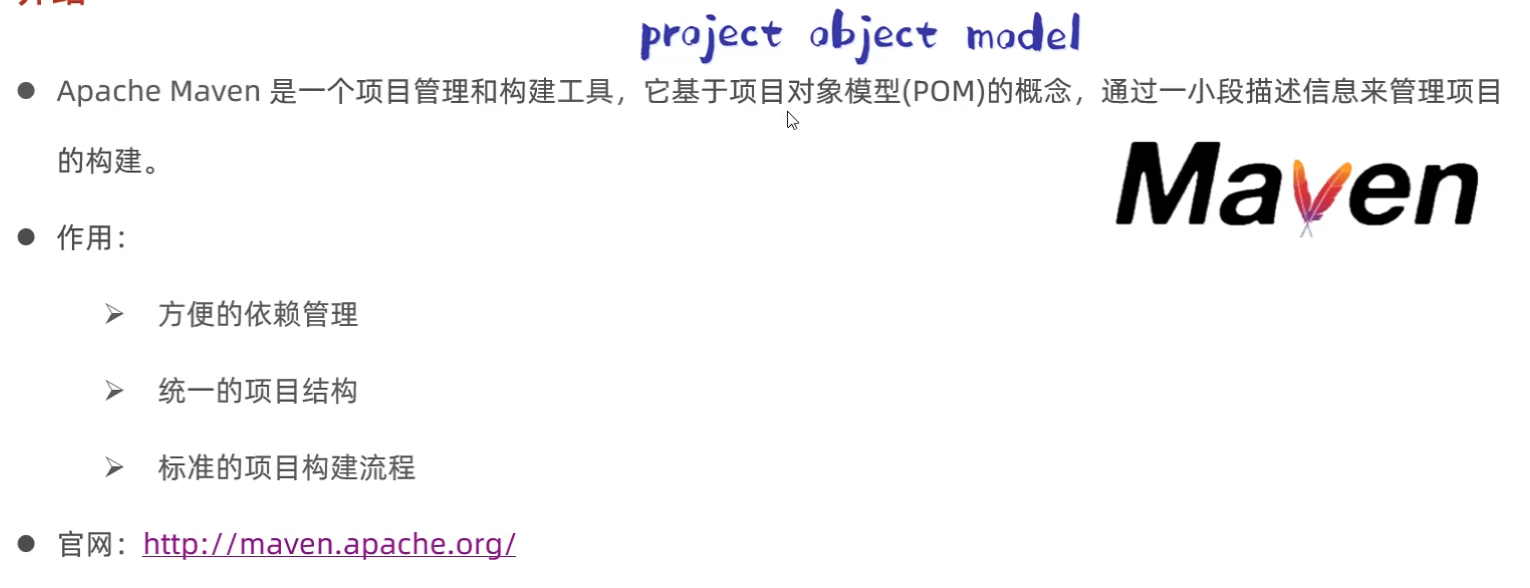 project object model
Apache Maven 是一个项目管理和构建工具，它基于项目对象模型(POM)的概念，通过一小段描述信息来管理项目
的构建。
Maven
作用：
方便的依赖管理
统一的项目结构
标准的项目构建流程
官网：http://maven.apache.org/